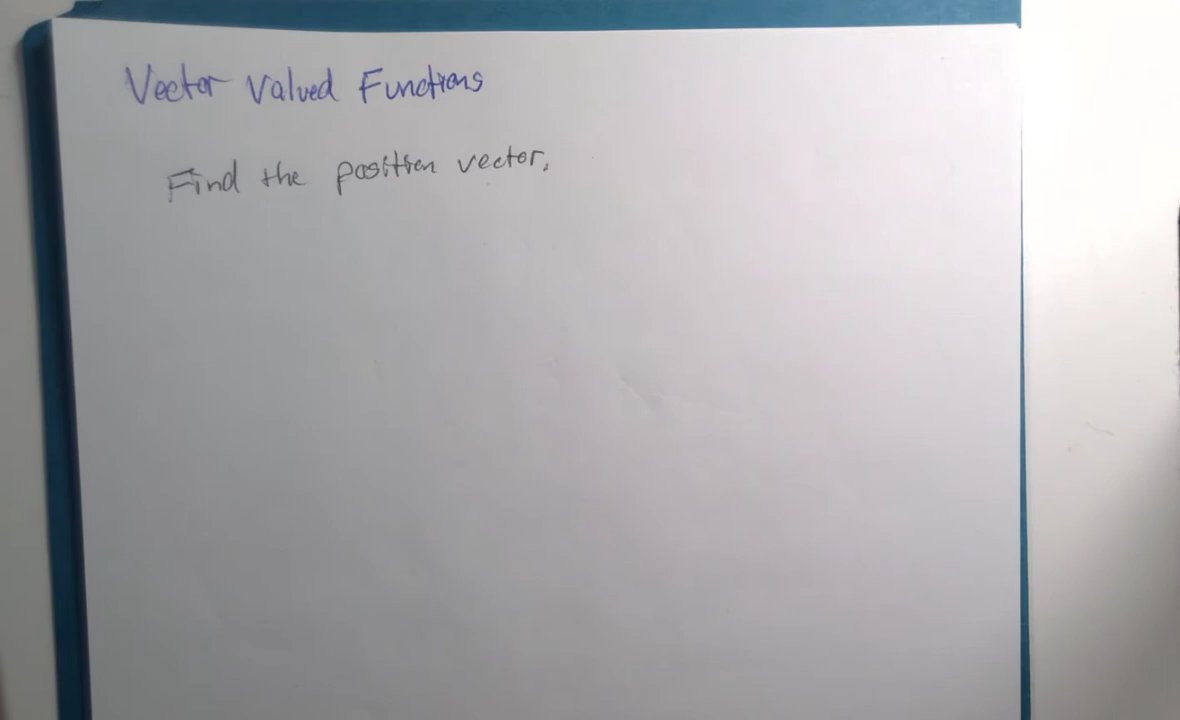 Vector Valued Functions
Find the position vector.